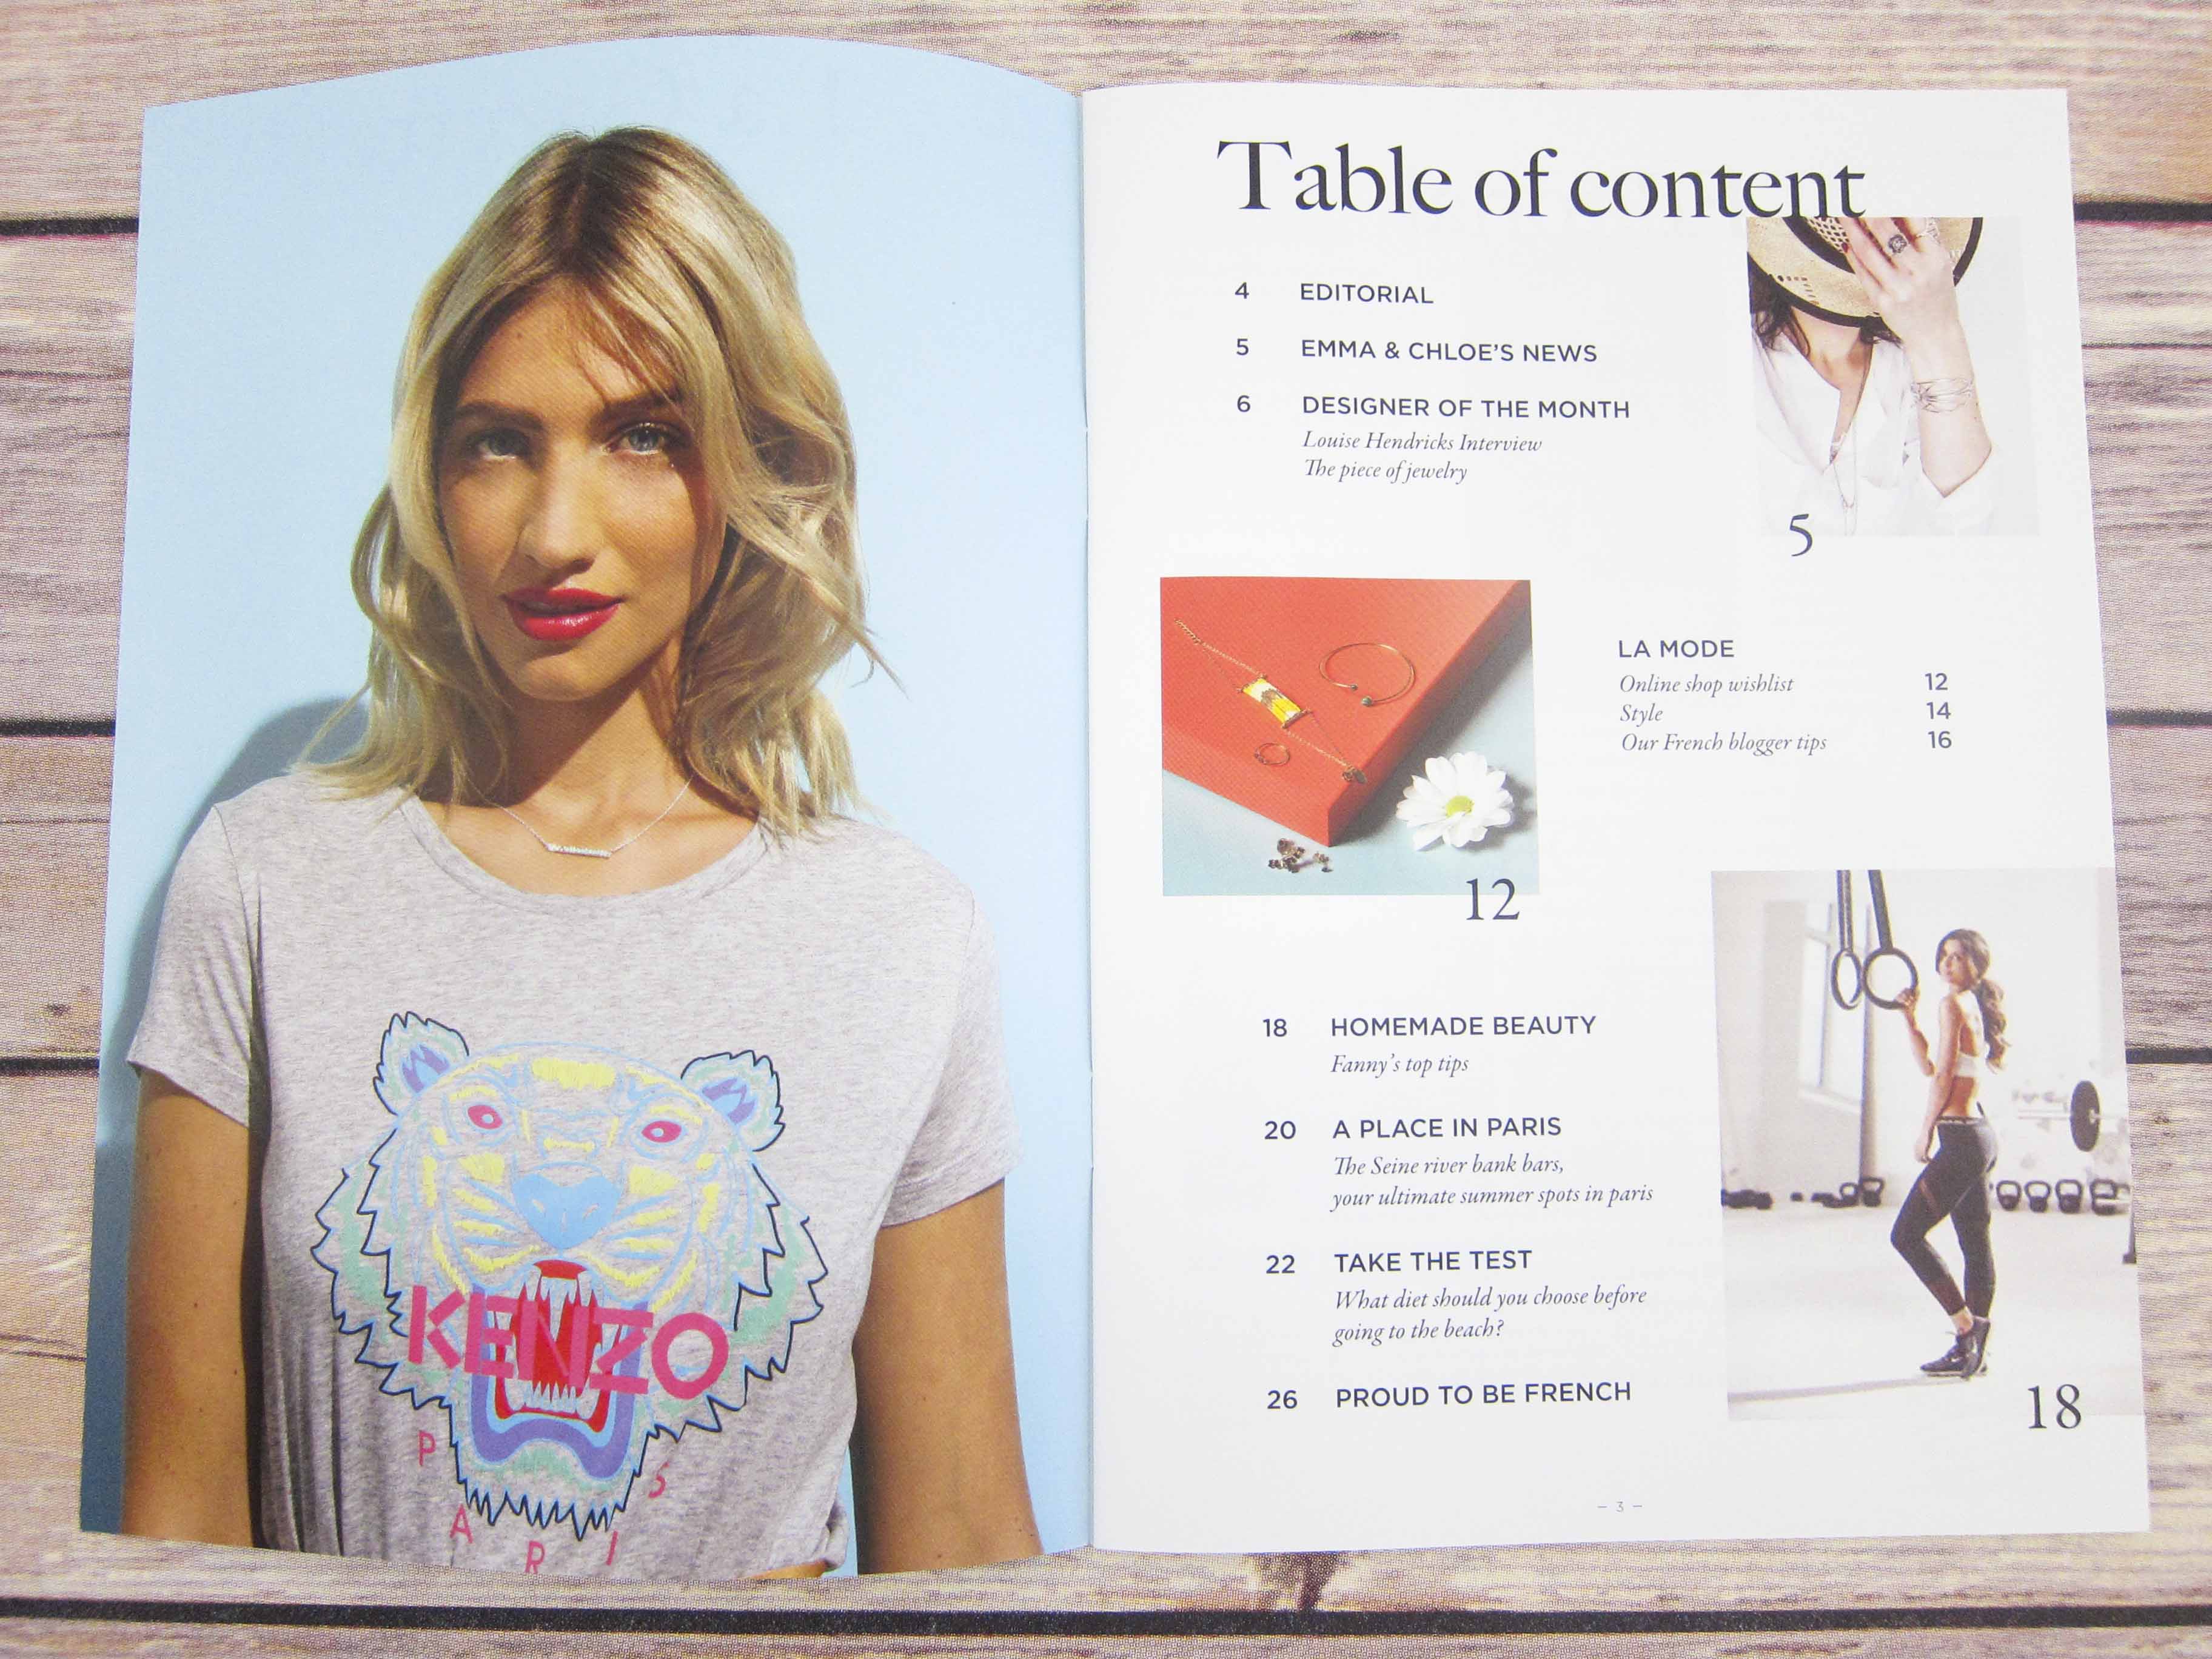 KENZO
PARIS
Table of content
4 EDITORIAL
5 EMMA & CHLOE'S NEWS
6 DESIGNER OF THE MONTH
Louise Hendricks Interview
The piece of jewelry
5
LA MODE
Online shop wishlist 12
Style 14
Our French blogger tips 16
12
18 HOMEMADE BEAUTY
Fanny's top tips
20 A PLACE IN PARIS
The Seine river bank bars,
your ultimate summer spots in paris
22 TAKE THE TEST
What diet should you choose before
going to the beach?
26 PROUD TO BE FRENCH
18
– 3 –